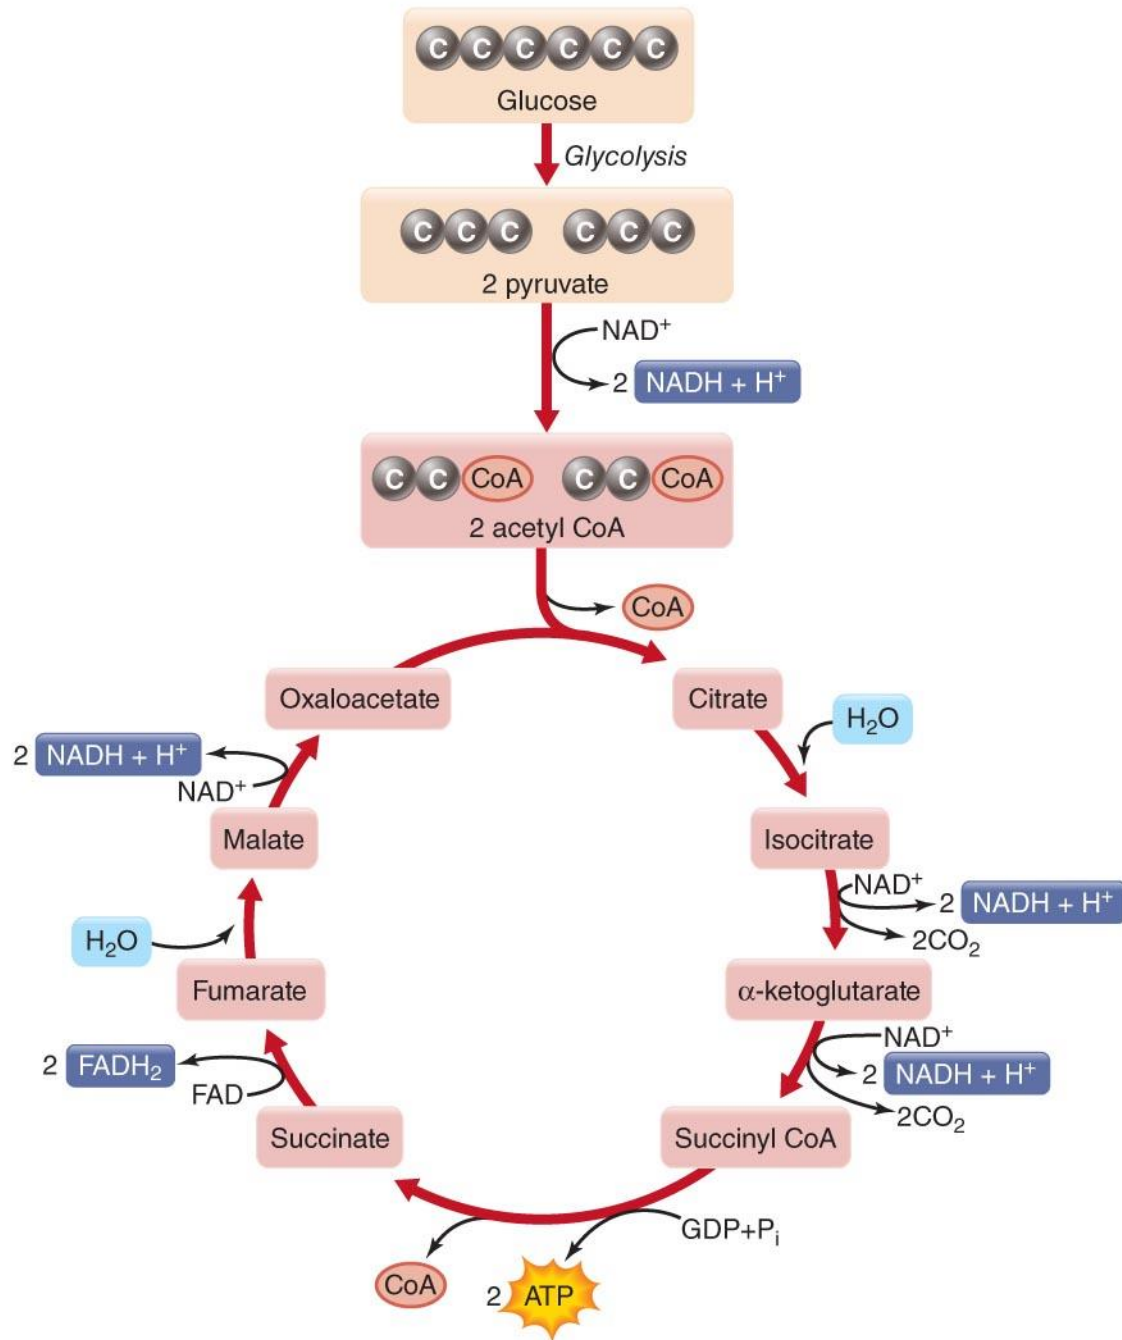 C C C C C C
Glucose
Glycolysis
C C C C C C
2 pyruvate
NAD⁺
2 NADH + H⁺
C C CoA C C CoA
2 acetyl CoA
CoA
Oxaloacetate
Citrate
H₂O
2 NADH + H⁺
NAD⁺
Malate
Isocitrate
NAD⁺
2 NADH + H⁺
2CO₂
H₂O
Fumarate
α-ketoglutarate
NAD⁺
2 NADH + H⁺
2CO₂
2 FADH₂
FAD
Succinate
Succinyl CoA
GDP+Pᵢ
CoA
2 ATP